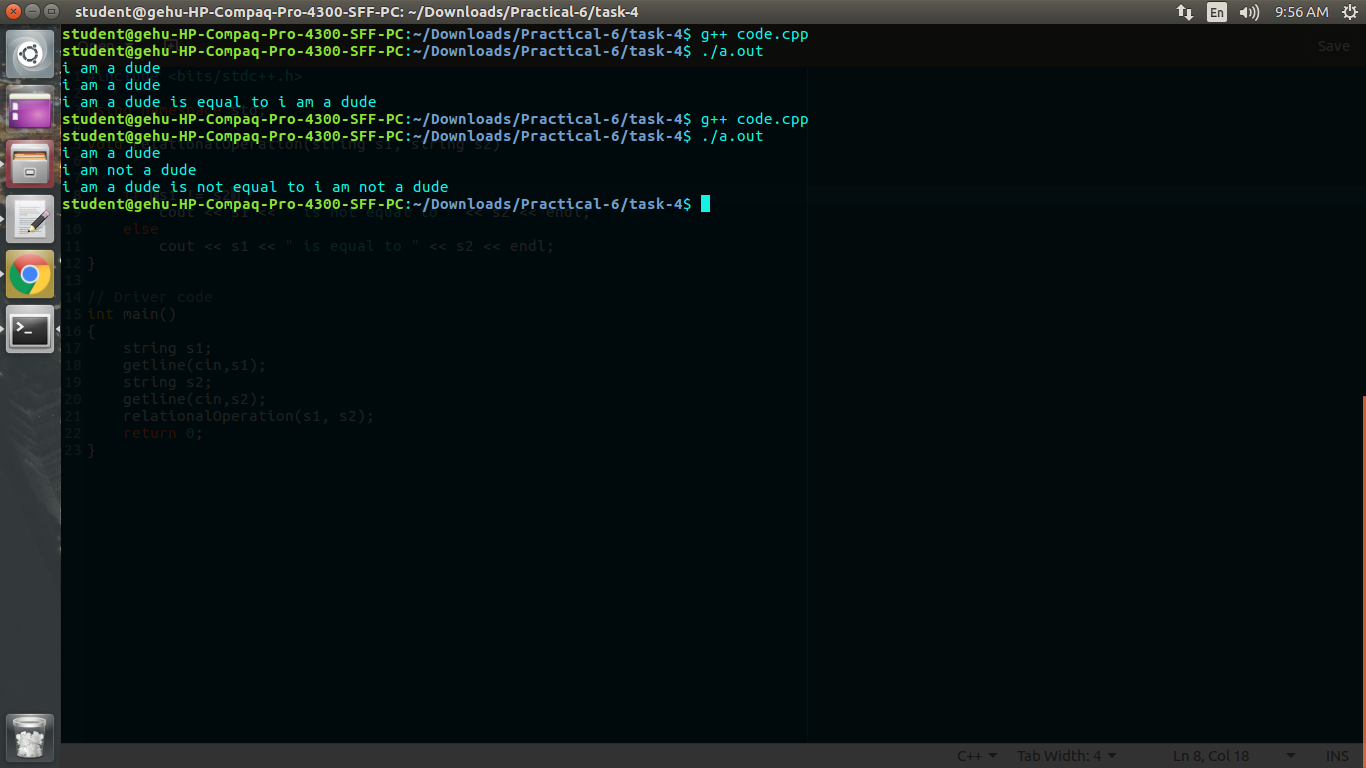 student@gehu-HP-Compaq-Pro-4300-SFF-PC: ~/Downloads/Practical-6/task-4
En
9:56 AM
student@gehu-HP-Compaq-Pro-4300-SFF-PC:~/Downloads/Practical-6/task-4$ g++ code.cpp
Save
student@gehu-HP-Compaq-Pro-4300-SFF-PC:~/Downloads/Practical-6/task-4$ ./a.out
i am a dude
<bits/stdc++.h>
i am a dude
i am a dude is equal to i am a dude
student@gehu-HP-Compaq-Pro-4300-SFF-PC:~/Downloads/Practical-6/task-4$ g++ code.cpp
student@gehu-HP-Compaq-Pro-4300-SFF-PC:~/Downloads/Practical-6/task-4$ ./a.out
relationalOperation(string s1, string s2)
i am a dude
i am not a dude
i am a dude is not equal to i am not a dude
student@gehu-HP-Compaq-Pro-4300-SFF-PC:~/Downloads/Practical-6/task-4$
cout << s1 << " is not equal to " << s2 << endl;
10 else
11 cout << s1 << " is equal to " << s2 << endl;
12 }
13
14 // Driver code
15 int main()
16 {
17 string s1;
18 getline(cin,s1);
19 string s2;
20 getline(cin,s2);
21 relationalOperation(s1, s2);
22 return 0;
23 }
C++ Tab Width: 4 Ln 8, Col 18 INS